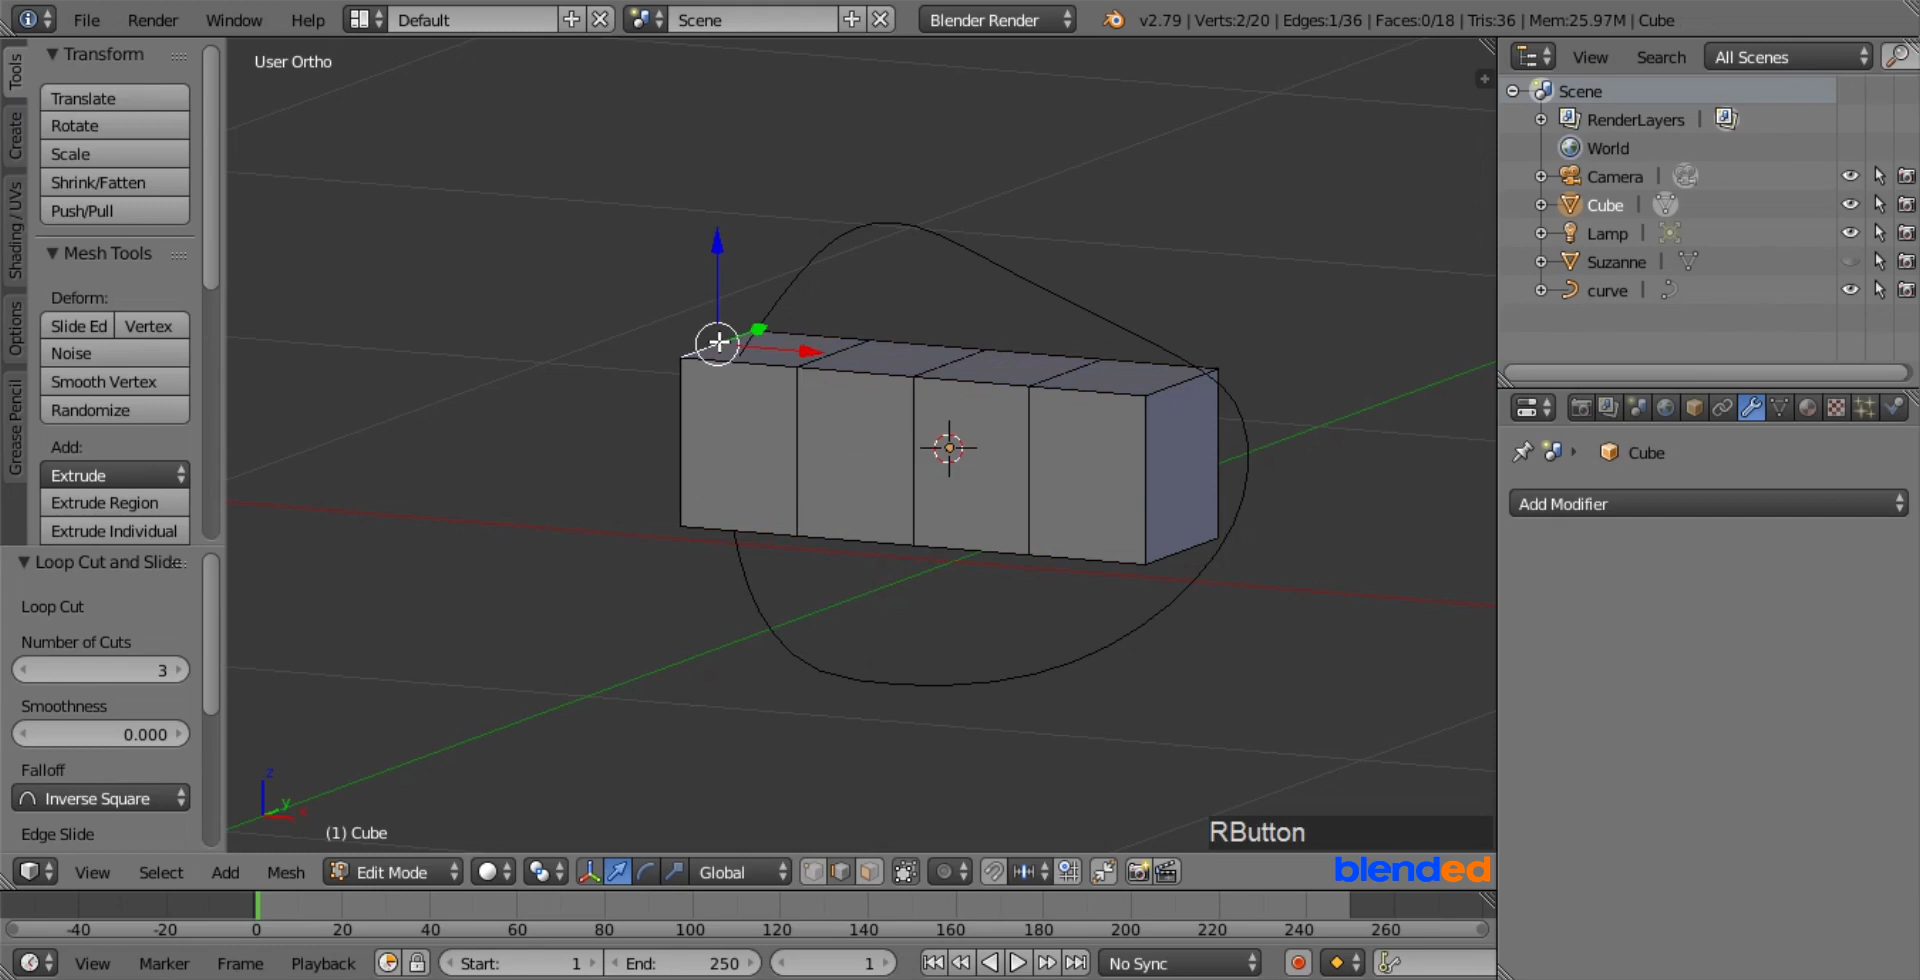 File Render Window Help Default Scene Blender Render v2.79 | Verts:2/20 | Edges:1/36 | Faces:0/18 | Tris:36 | Mem:25.97M | Cube
Tools
Create
Shading / UVs
Options
Grease Pencil
Transform
Translate
Rotate
Scale
Shrink/Fatten
Push/Pull
Mesh Tools
Deform:
Slide Ed Vertex
Noise
Smooth Vertex
Randomize
Add:
Extrude
Extrude Region
Extrude Individual
Loop Cut and Slide
Loop Cut
Number of Cuts
3
Smoothness
0.000
Falloff
Inverse Square
Edge Slide
User Ortho
z
y
x
(1) Cube
RButton
blended
View Select Add Mesh Edit Mode Global
-40 -20 0 20 40 60 80 100 120 140 160 180 200 220 240 260
View Marker Frame Playback Start: 1 End: 250 1 No Sync
View Search All Scenes
Scene
RenderLayers |
World
Camera |
Cube |
Lamp |
Suzanne |
curve |
Cube
Add Modifier